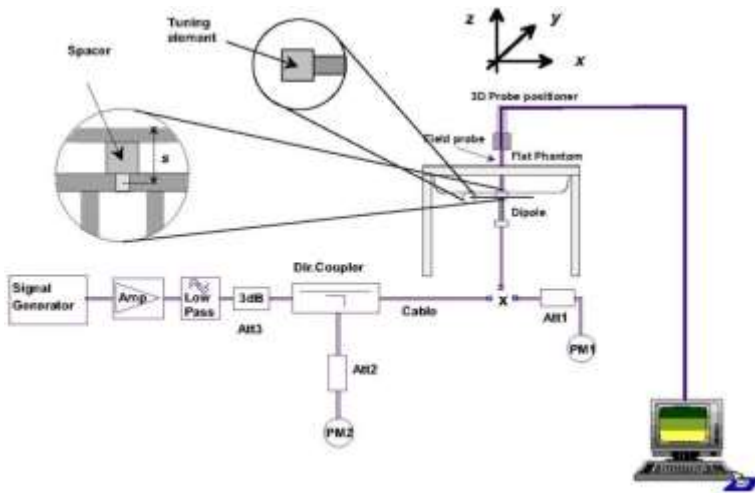 Tuning
element
Spacer
z
y
x
3D Probe positioner
s
Field probe
Flat Phantom
Dipole
Dir.Coupler
Signal
Generator
Amp
Low
Pass
3dB
Cable
x
Att3
Att1
PM1
Att2
PM2